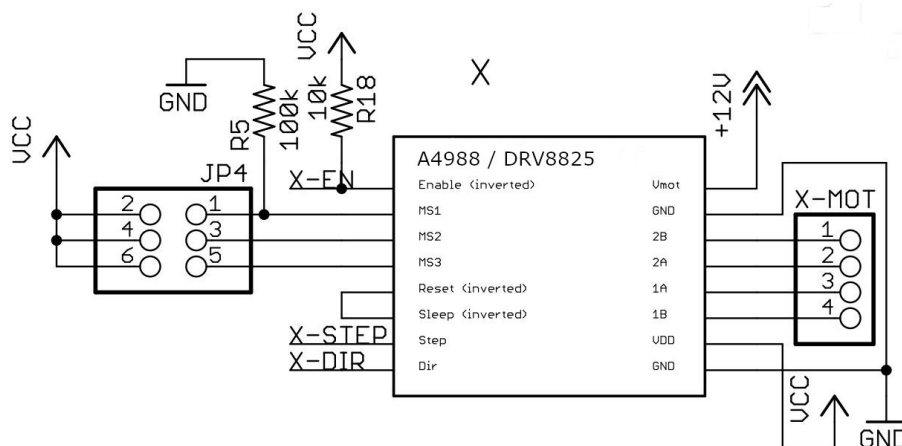 VCC
X
GND
R5
100k
10k
R18
+12V
VCC
JP4
2 1
4 3
6 5
X-EN
X-STEP
X-DIR
A4988 / DRV8825
Enable (inverted) Vmot
MS1 GND
MS2 2B
MS3 2A
Reset (inverted) 1A
Sleep (inverted) 1B
Step VDD
Dir GND
X-MOT
1
2
3
4
VCC
GND